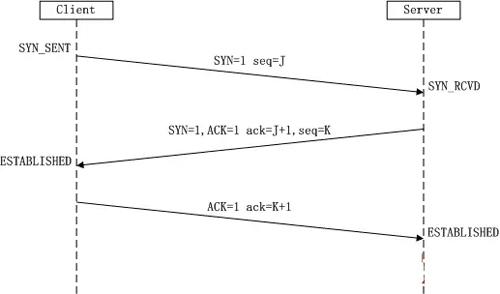 Client
Server
SYN_SENT
SYN=1 seq=J
SYN_RCVD
SYN=1,ACK=1 ack=J+1,seq=K
ESTABLISHED
ACK=1 ack=K+1
ESTABLISHED